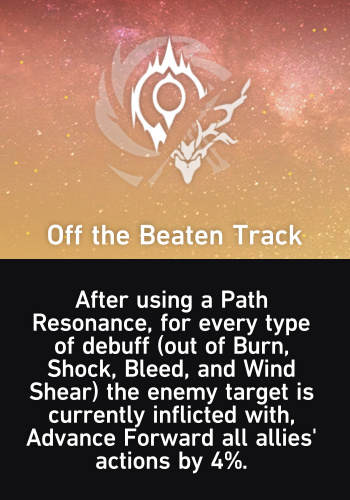 Off the Beaten Track
After using a Path
Resonance, for every type
of debuff (out of Burn,
Shock, Bleed, and Wind
Shear) the enemy target is
currently inflicted with,
Advance Forward all allies'
actions by 4%.